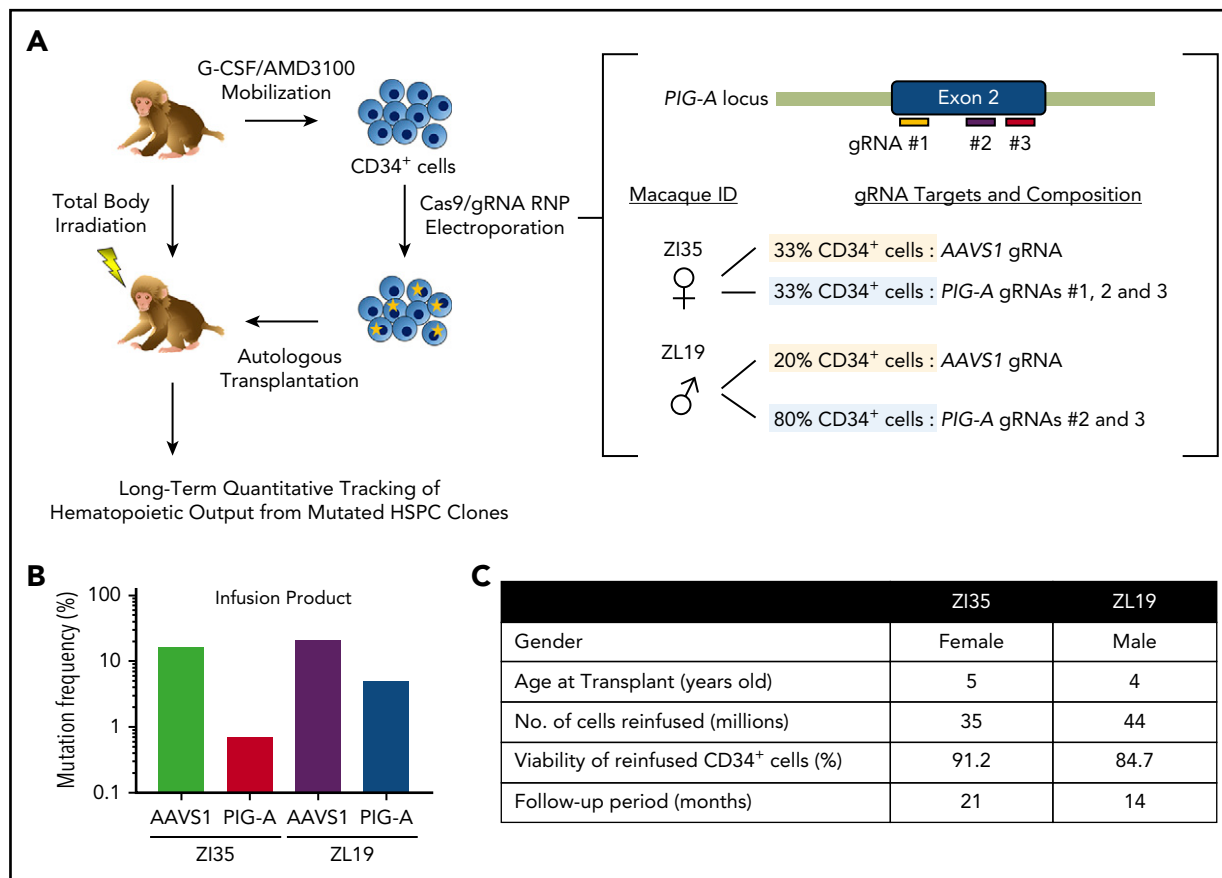 A
G-CSF/AMD3100
Mobilization
CD34+ cells
Total Body
Irradiation
Cas9/gRNA RNP
Electroporation
Autologous
Transplantation
Long-Term Quantitative Tracking of
Hematopoietic Output from Mutated HSPC Clones
PIG-A locus
Exon 2
gRNA #1 #2 #3
Macaque ID gRNA Targets and Composition
ZI35
33% CD34+ cells : AAVS1 gRNA
33% CD34+ cells : PIG-A gRNAs #1, 2 and 3
ZL19
20% CD34+ cells : AAVS1 gRNA
80% CD34+ cells : PIG-A gRNAs #2 and 3
B
Infusion Product
Mutation frequency (%)
100
10
1
0.1
AAVS1 PIG-A AAVS1 PIG-A
ZI35 ZL19
C
ZI35 ZL19
Gender Female Male
Age at Transplant (years old) 5 4
No. of cells reinfused (millions) 35 44
Viability of reinfused CD34+ cells (%) 91.2 84.7
Follow-up period (months) 21 14